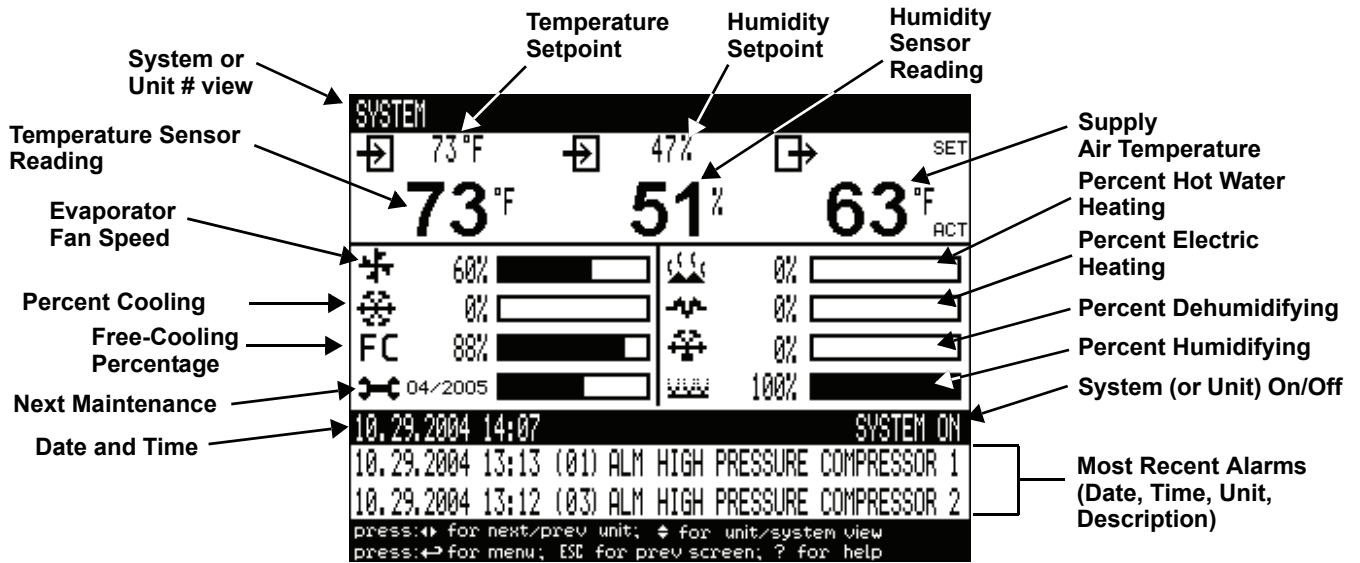 Temperature
Setpoint
Humidity
Setpoint
Humidity
Sensor
Reading
System or
Unit # view
Temperature Sensor
Reading
Evaporator
Fan Speed
Percent Cooling
Free-Cooling
Percentage
Next Maintenance
Date and Time
SYSTEM
73°F
47%
SET
73°F
51%
63°F
ACT
60%
0%
0%
0%
FC
88%
0%
04/2005
100%
10.29.2004 14:07
SYSTEM ON
10.29.2004 13:13 (01) ALM HIGH PRESSURE COMPRESSOR 1
10.29.2004 13:12 (03) ALM HIGH PRESSURE COMPRESSOR 2
press: for next/prev unit; for unit/system view
press: for menu; ESC for prev screen; ? for help
Supply
Air Temperature
Percent Hot Water
Heating
Percent Electric
Heating
Percent Dehumidifying
Percent Humidifying
System (or Unit) On/Off
Most Recent Alarms
(Date, Time, Unit,
Description)